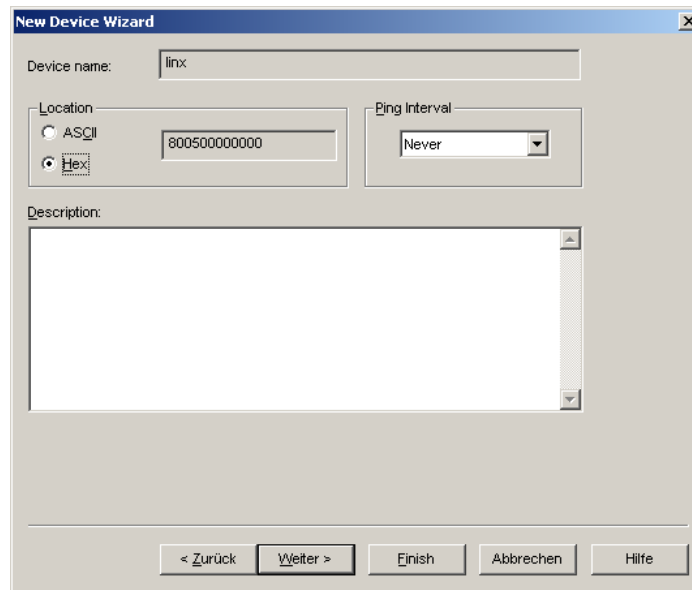 New Device Wizard
Device name: linx
Location
ASCII
800500000000
Hex
Ping Interval
Never
Description:
< Zurück Weiter > Finish Abbrechen Hilfe